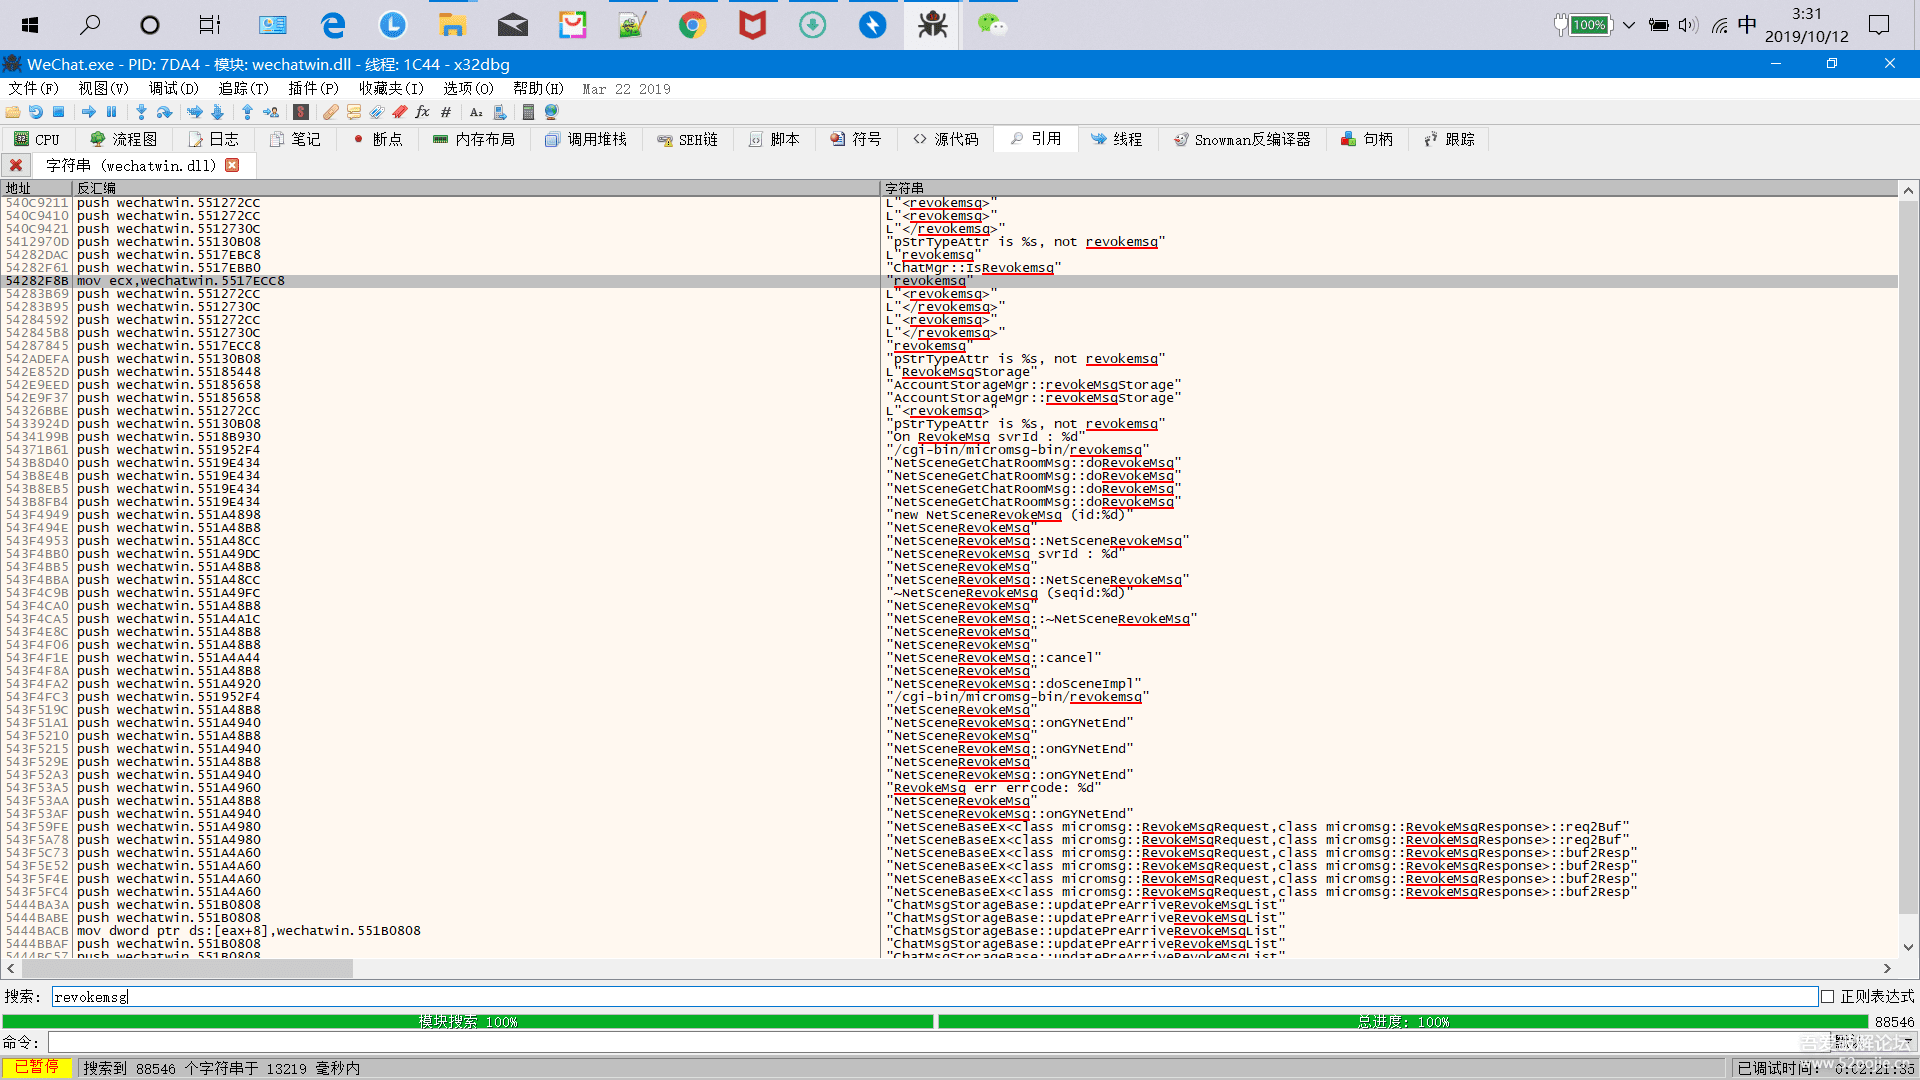 100%
中
3:31
2019/10/12
WeChat.exe - PID: 7DA4 - 模块: wechatwin.dll - 线程: 1C44 - x32dbg
文件(F) 视图(V) 调试(D) 追踪(T) 插件(P) 收藏夹(I) 选项(O) 帮助(H) Mar 22 2019
CPU 流程图 日志 笔记 断点 内存布局 调用堆栈 SEH链 脚本 符号 源代码 引用 线程 Snowman反编译器 句柄 跟踪
字符串 (wechatwin.dll)
地址 反汇编 字符串
540C9211 push wechatwin.551272CC L"<revokemsg>"
540C9410 push wechatwin.551272CC L"<revokemsg>"
540C9421 push wechatwin.5512730C L"</revokemsg>"
5412970D push wechatwin.55130B08 "pStrTypeAttr is %s, not revokemsg"
54282DAC push wechatwin.5517EBC8 L"revokemsg"
54282F61 push wechatwin.5517EBB0 "ChatMgr::IsRevokemsg"
54282F8B mov ecx,wechatwin.5517ECC8 "revokemsg"
54283B69 push wechatwin.551272CC L"<revokemsg>"
54283B95 push wechatwin.5512730C L"</revokemsg>"
54284592 push wechatwin.551272CC L"<revokemsg>"
542845B8 push wechatwin.5512730C L"</revokemsg>"
54287845 push wechatwin.5517ECC8 "revokemsg"
542ADEFA push wechatwin.55130B08 "pStrTypeAttr is %s, not revokemsg"
542E852D push wechatwin.55185448 L"RevokeMsgStorage"
542E9EED push wechatwin.55185658 "AccountStorageMgr::revokeMsgStorage"
542E9F37 push wechatwin.55185658 "AccountStorageMgr::revokeMsgStorage"
54326BBE push wechatwin.551272CC L"<revokemsg>"
5433924D push wechatwin.55130B08 "pStrTypeAttr is %s, not revokemsg"
5434199B push wechatwin.5518B930 "On RevokeMsg svrId : %d"
54371B61 push wechatwin.551952F4 "/cgi-bin/micromsg-bin/revokemsg"
543B8D40 push wechatwin.5519E434 "NetSceneGetChatRoomMsg::doRevokeMsg"
543B8E4B push wechatwin.5519E434 "NetSceneGetChatRoomMsg::doRevokeMsg"
543B8EB5 push wechatwin.5519E434 "NetSceneGetChatRoomMsg::doRevokeMsg"
543B8FB4 push wechatwin.5519E434 "NetSceneGetChatRoomMsg::doRevokeMsg"
543F4949 push wechatwin.551A4898 "new NetSceneRevokeMsg (id:%d)"
543F494E push wechatwin.551A48B8 "NetSceneRevokeMsg"
543F4953 push wechatwin.551A48CC "NetSceneRevokeMsg::NetSceneRevokeMsg"
543F4BB0 push wechatwin.551A49DC "NetSceneRevokeMsg svrId : %d"
543F4BB5 push wechatwin.551A48B8 "NetSceneRevokeMsg"
543F4BBA push wechatwin.551A48CC "NetSceneRevokeMsg::NetSceneRevokeMsg"
543F4C9B push wechatwin.551A49FC "~NetSceneRevokeMsg (seqid:%d)"
543F4CA0 push wechatwin.551A48B8 "NetSceneRevokeMsg"
543F4CA5 push wechatwin.551A4A1C "NetSceneRevokeMsg::~NetSceneRevokeMsg"
543F4E8C push wechatwin.551A48B8 "NetSceneRevokeMsg"
543F4F06 push wechatwin.551A48B8 "NetSceneRevokeMsg"
543F4F1E push wechatwin.551A4A44 "NetSceneRevokeMsg::cancel"
543F4F8A push wechatwin.551A48B8 "NetSceneRevokeMsg"
543F4FA2 push wechatwin.551A4920 "NetSceneRevokeMsg::doSceneImpl"
543F4FC3 push wechatwin.551952F4 "/cgi-bin/micromsg-bin/revokemsg"
543F519C push wechatwin.551A48B8 "NetSceneRevokeMsg"
543F51A1 push wechatwin.551A4940 "NetSceneRevokeMsg::onGYNetEnd"
543F5210 push wechatwin.551A48B8 "NetSceneRevokeMsg"
543F5215 push wechatwin.551A4940 "NetSceneRevokeMsg::onGYNetEnd"
543F529E push wechatwin.551A48B8 "NetSceneRevokeMsg"
543F52A3 push wechatwin.551A4940 "NetSceneRevokeMsg::onGYNetEnd"
543F53A5 push wechatwin.551A4960 "RevokeMsg err errcode: %d"
543F53AA push wechatwin.551A48B8 "NetSceneRevokeMsg"
543F53AF push wechatwin.551A4940 "NetSceneRevokeMsg::onGYNetEnd"
543F59FE push wechatwin.551A4980 "NetSceneBaseEx<class micromsg::RevokeMsgRequest,class micromsg::RevokeMsgResponse>::req2Buf"
543F5A78 push wechatwin.551A4980 "NetSceneBaseEx<class micromsg::RevokeMsgRequest,class micromsg::RevokeMsgResponse>::req2Buf"
543F5C73 push wechatwin.551A4A60 "NetSceneBaseEx<class micromsg::RevokeMsgRequest,class micromsg::RevokeMsgResponse>::buf2Resp"
543F5E52 push wechatwin.551A4A60 "NetSceneBaseEx<class micromsg::RevokeMsgRequest,class micromsg::RevokeMsgResponse>::buf2Resp"
543F5F4E push wechatwin.551A4A60 "NetSceneBaseEx<class micromsg::RevokeMsgRequest,class micromsg::RevokeMsgResponse>::buf2Resp"
543F5FC4 push wechatwin.551A4A60 "NetSceneBaseEx<class micromsg::RevokeMsgRequest,class micromsg::RevokeMsgResponse>::buf2Resp"
5444BA3A push wechatwin.551B0808 "ChatMsgStorageBase::updatePreArriveRevokeMsgList"
5444BABE push wechatwin.551B0808 "ChatMsgStorageBase::updatePreArriveRevokeMsgList"
5444BACB mov dword ptr ds:[eax+8],wechatwin.551B0808 "ChatMsgStorageBase::updatePreArriveRevokeMsgList"
5444BBAF push wechatwin.551B0808 "ChatMsgStorageBase::updatePreArriveRevokeMsgList"
5444BC57 push wechatwin.551B0808 "ChatMsgStorageBase::updatePreArriveRevokeMsgList"
搜索: revokemsg 正则表达式
模块搜索 100% 总进度: 100% 88546
命令:
吾爱破解论坛
www.52pojie.cn
已暂停 搜索到 88546 个字符串于 13219 毫秒内 已调试时间: 0:02:21:35